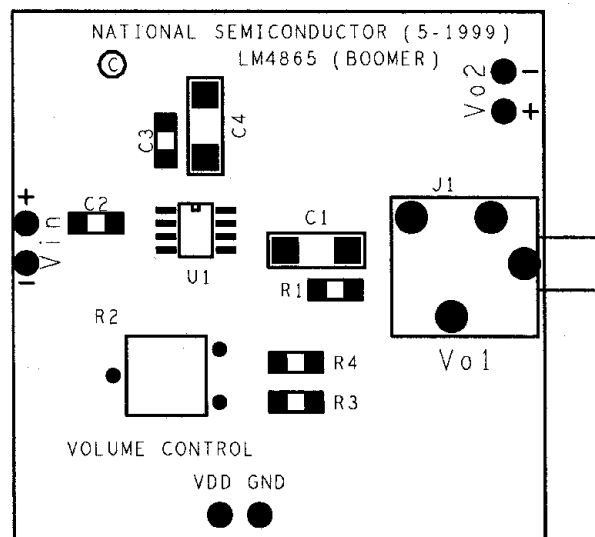 NATIONAL SEMICONDUCTOR (5-1999)
LM4865 (BOOMER)
©
Vo2
-
+
C3
C4
J1
+
Vin
-
C2
C1
U1
R1
R2
Vo1
R4
R3
VOLUME CONTROL
VDD GND